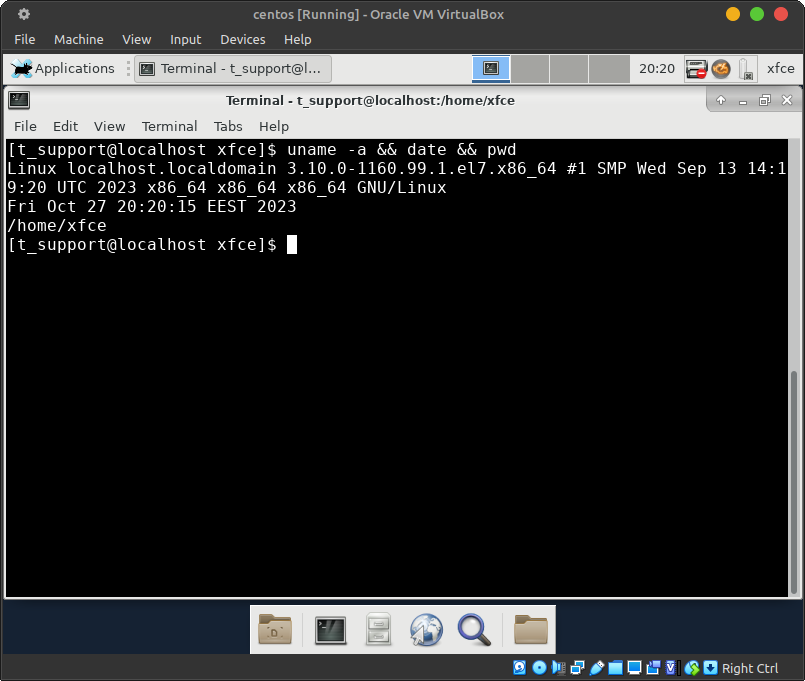 centos [Running] - Oracle VM VirtualBox
File Machine View Input Devices Help
Applications Terminal - t_support@l... 20:20 xfce
Terminal - t_support@localhost:/home/xfce
File Edit View Terminal Tabs Help
[t_support@localhost xfce]$ uname -a && date && pwd
Linux localhost.localdomain 3.10.0-1160.99.1.el7.x86_64 #1 SMP Wed Sep 13 14:1
9:20 UTC 2023 x86_64 x86_64 x86_64 GNU/Linux
Fri Oct 27 20:20:15 EEST 2023
/home/xfce
[t_support@localhost xfce]$
Right Ctrl